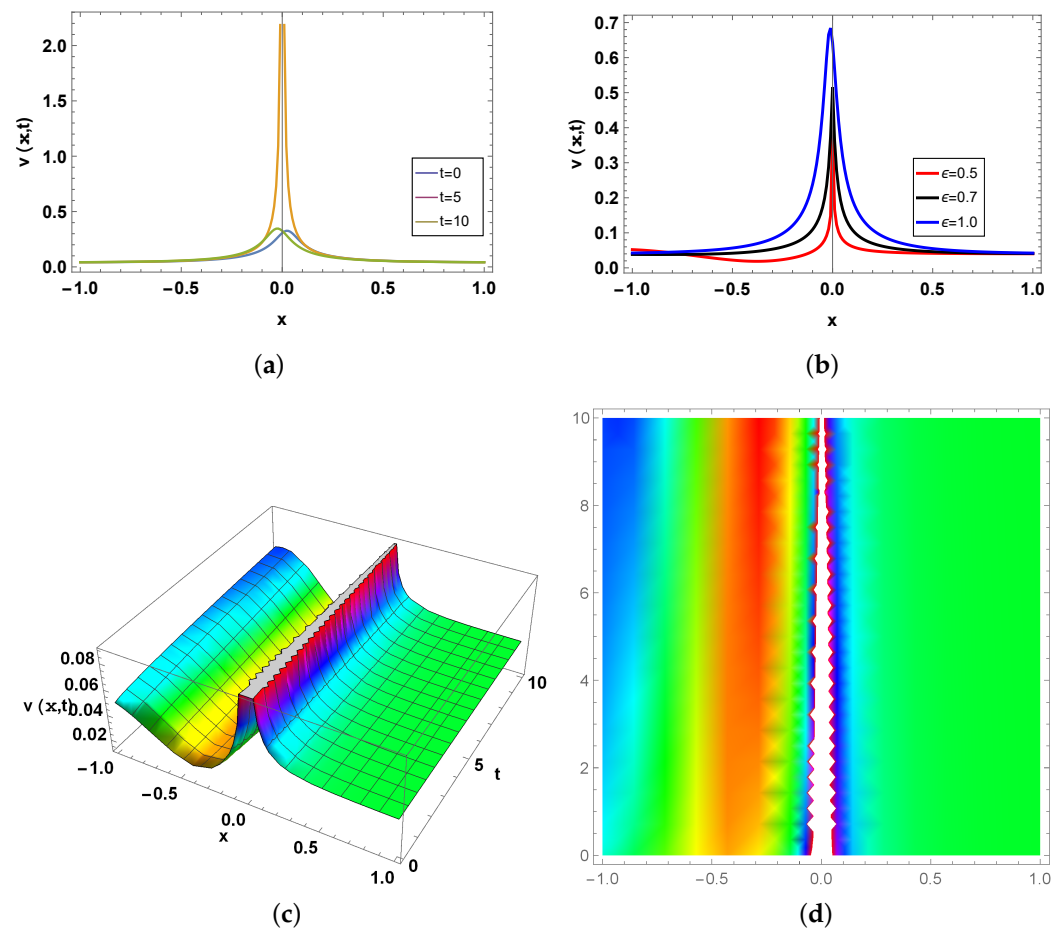 2.0
1.5
1.0
0.5
0.0
v (x,t)
−1.0 −0.5 0.0 0.5 1.0
x
t=0
t=5
t=10
(a)
0.7
0.6
0.5
0.4
0.3
0.2
0.1
0.0
v (x,t)
−1.0 −0.5 0.0 0.5 1.0
x
ϵ=0.5
ϵ=0.7
ϵ=1.0
(b)
0.08
0.06
v (x,t)
0.04
0.02
−1.0
−0.5
0.0
x
0.5
1.0
0
5
t
10
(c)
10
8
6
4
2
0
−1.0 −0.5 0.0 0.5 1.0
(d)